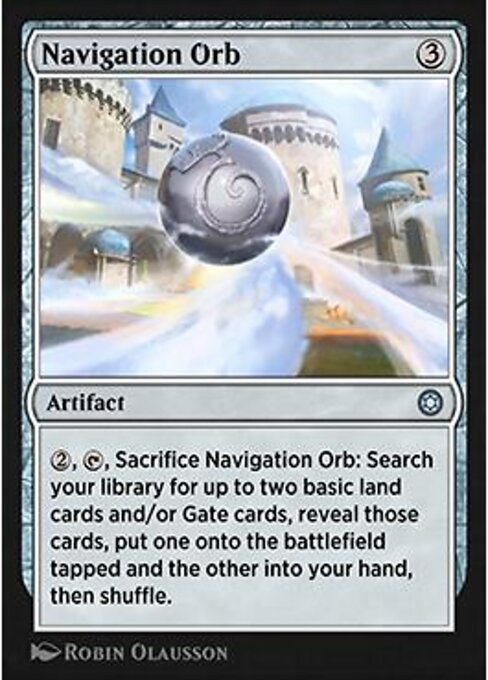 Navigation Orb 3
Artifact
2, , Sacrifice Navigation Orb: Search
your library for up to two basic land
cards and/or Gate cards, reveal those
cards, put one onto the battlefield
tapped and the other into your hand,
then shuffle.
Robin Olausson